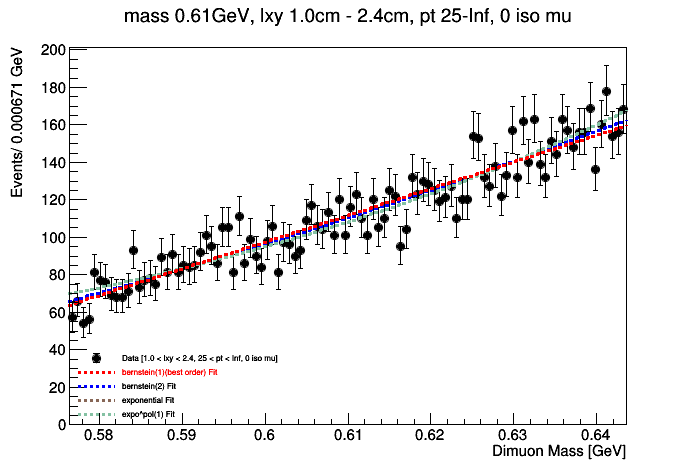 mass 0.61GeV, lxy 1.0cm - 2.4cm, pt 25-Inf, 0 iso mu
Events/ 0.000671 GeV
200
180
160
140
120
100
80
60
40
20
0
Data [1.0 < lxy < 2.4, 25 < pt < Inf, 0 iso mu]
bernstein(1)(best order) Fit
bernstein(2) Fit
exponential Fit
expo*pol(1) Fit
0.58 0.59 0.6 0.61 0.62 0.63 0.64
Dimuon Mass [GeV]